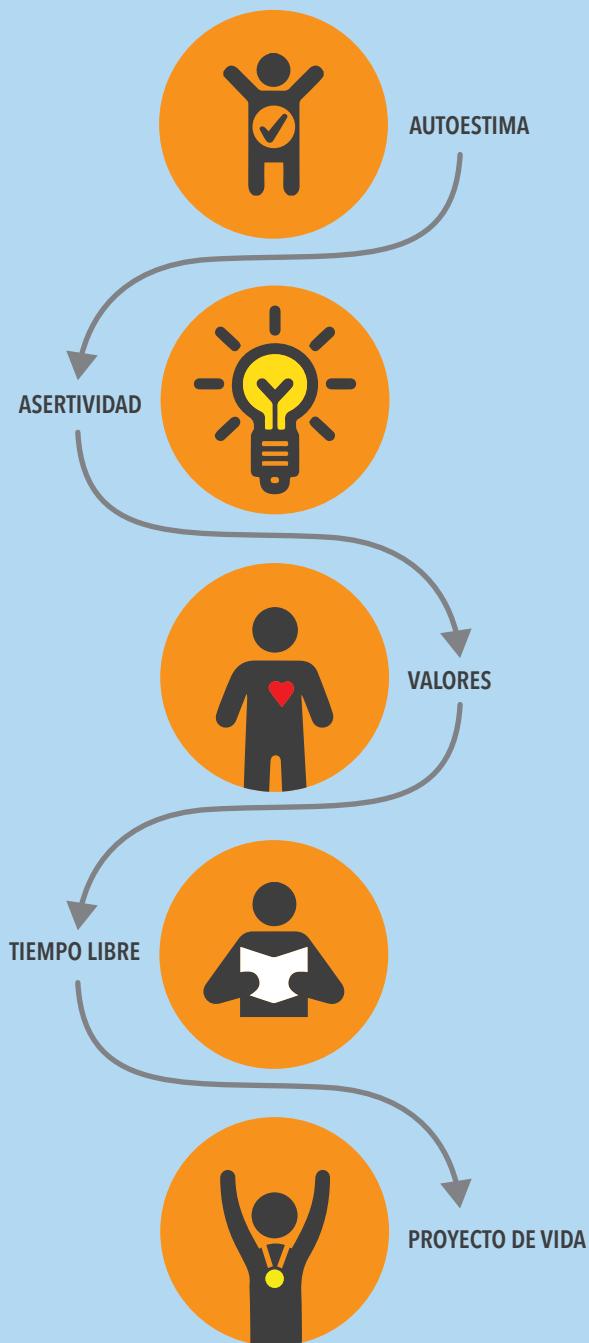 AUTOESTIMA
ASERTIVIDAD
VALORES
TIEMPO LIBRE
PROYECTO DE VIDA